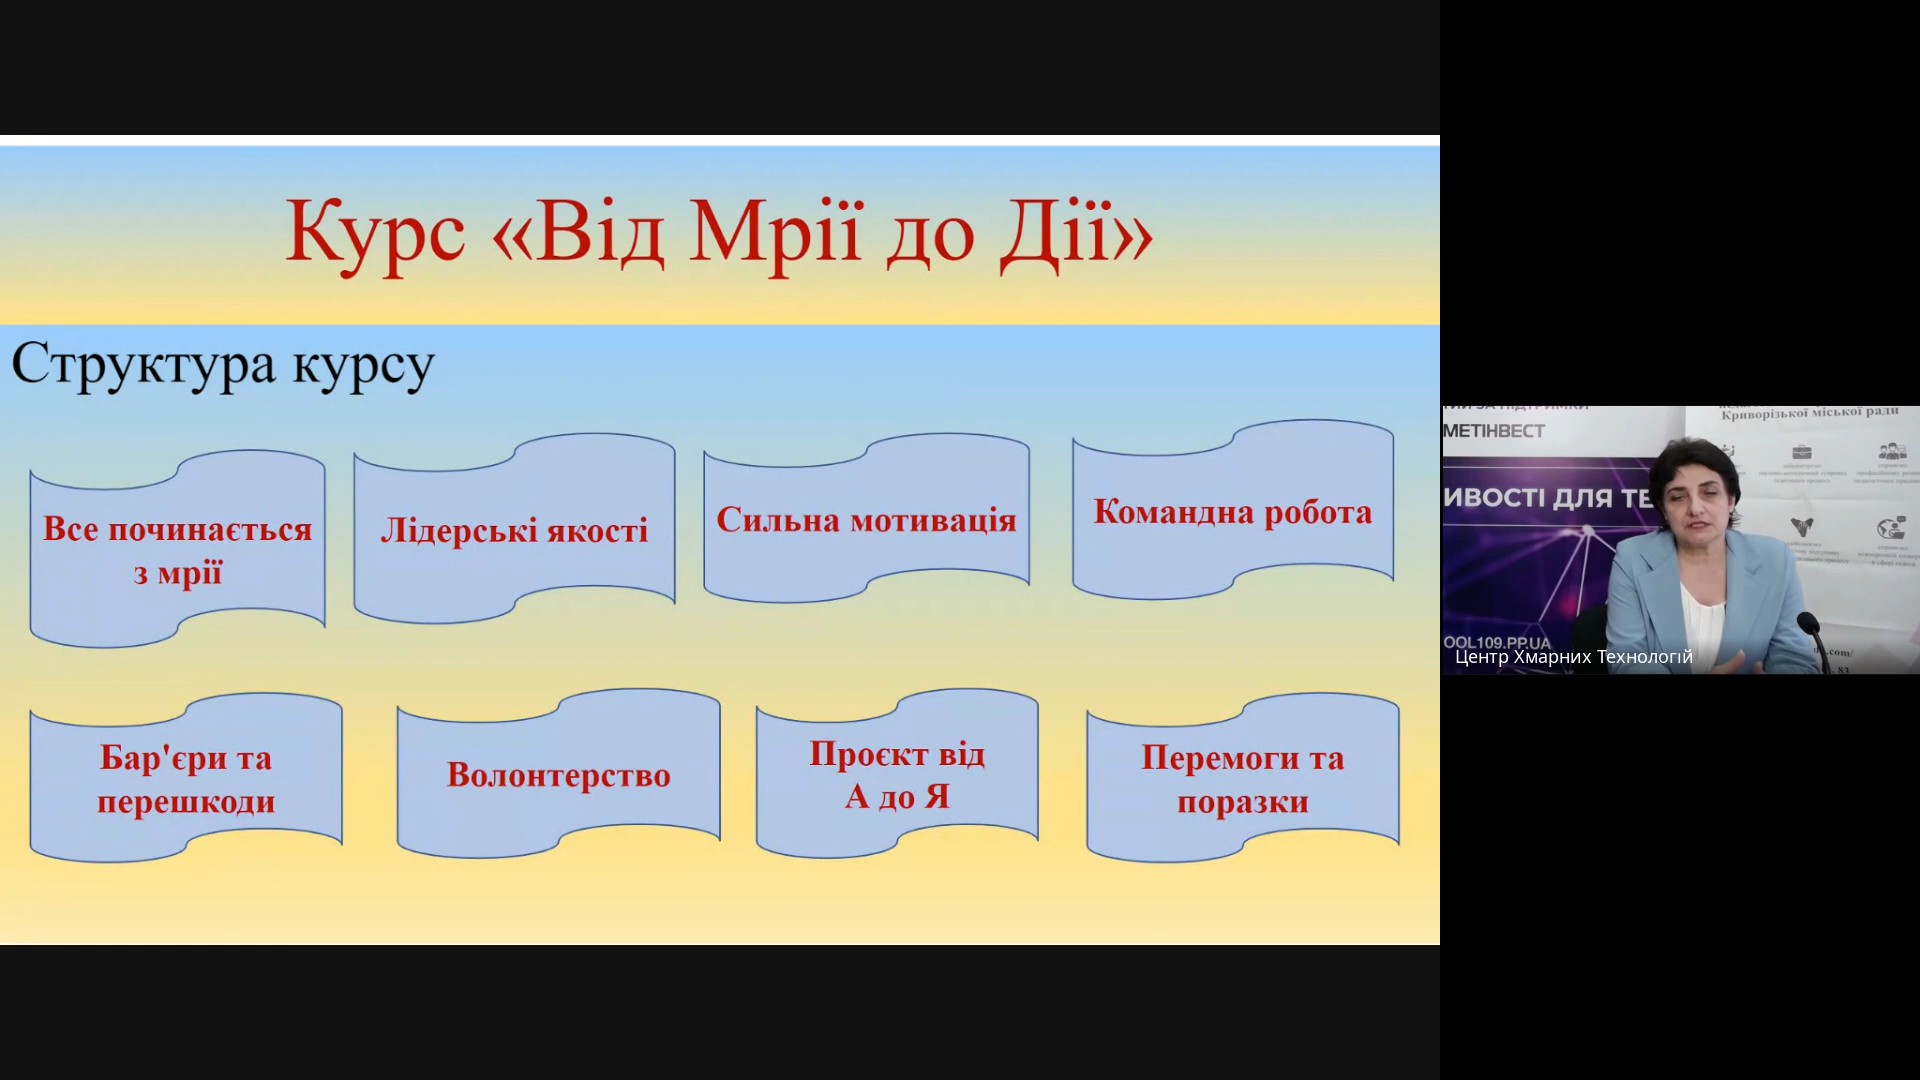 Курс «Від Мрії до Дії»
Структура курсу
Все починається
з мрії
Лідерські якості
Сильна мотивація
Командна робота
Бар'єри та
перешкоди
Волонтерство
Проєкт від
А до Я
Перемоги та
поразки
Криворізької міської ради
МЕТІНВЕСТ
ИВОСТІ ДЛЯ ТЕ
OOL109.PP.UA
Центр Хмарних Технологій
.com/
83